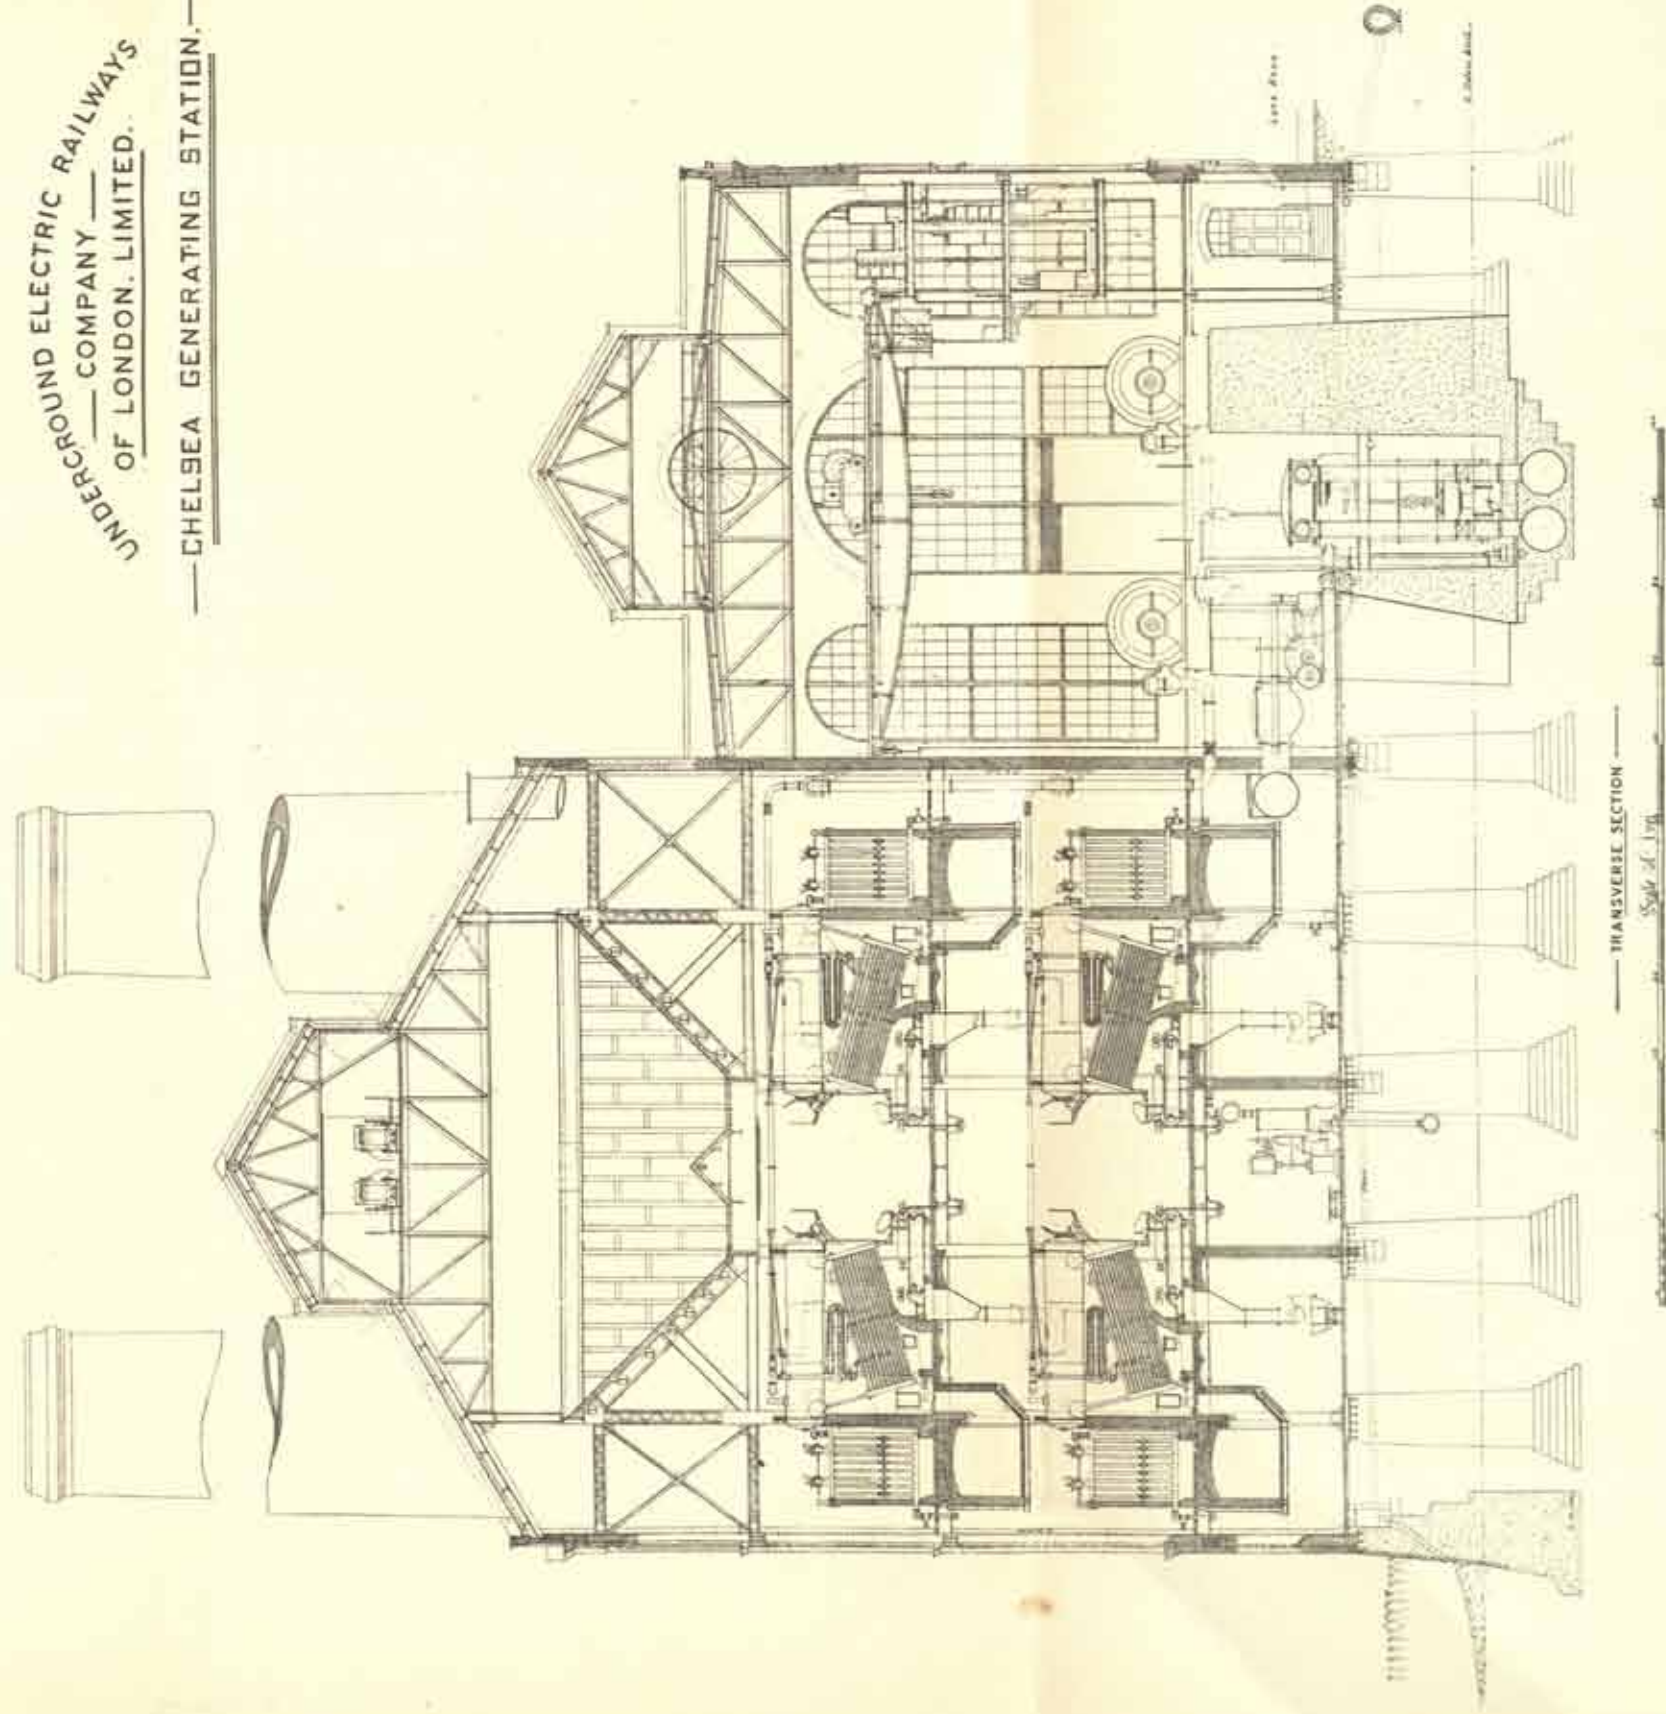 UNDERGROUND ELECTRIC RAILWAYS
COMPANY
OF LONDON. LIMITED.
CHELSEA GENERATING STATION.
TRANSVERSE SECTION